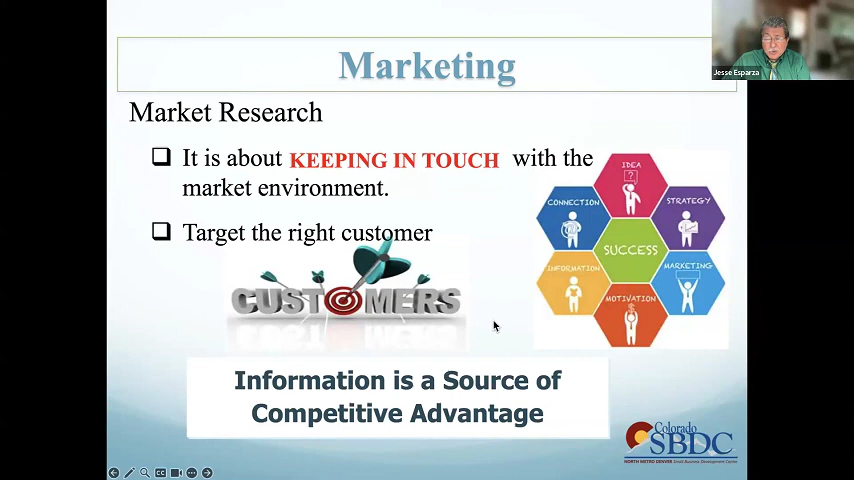 Marketing
Jesse Esparza
Market Research
It is about KEEPING IN TOUCH with the
market environment.
Target the right customer
CUSTOMERS
IDEA
?
CONNECTION
STRATEGY
SUCCESS
INFORMATION
MARKETING
MOTIVATION
Information is a Source of
Competitive Advantage
Colorado
SBDC
NORTH METRO DENVER Small Business Development Center
CC